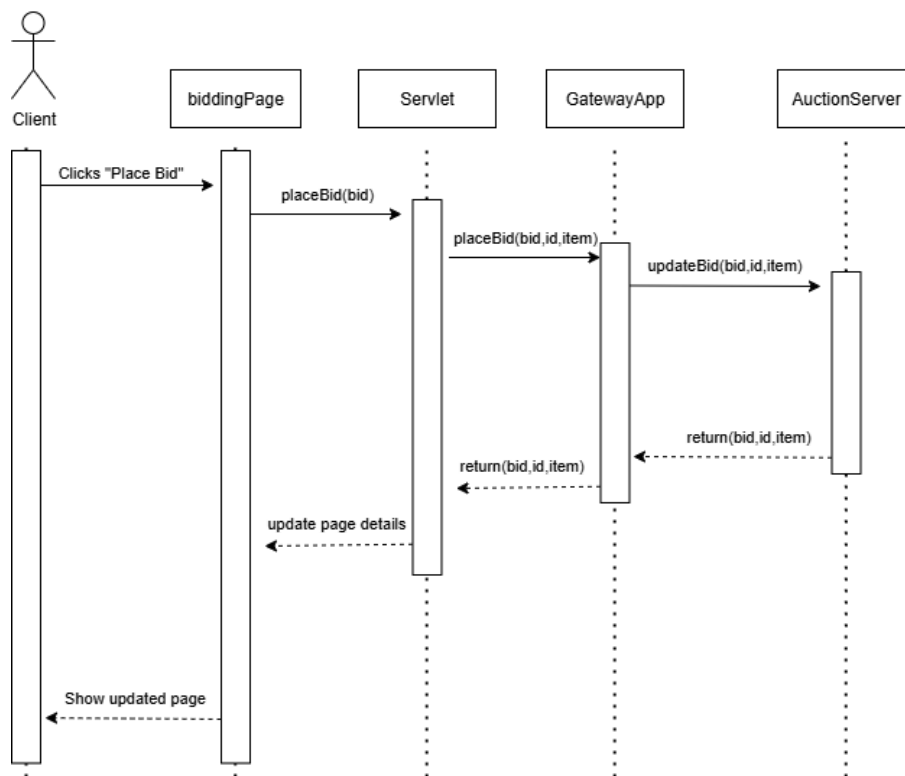 Client
biddingPage
Servlet
GatewayApp
AuctionServer
Clicks "Place Bid"
placeBid(bid)
placeBid(bid,id,item)
updateBid(bid,id,item)
return(bid,id,item)
return(bid,id,item)
update page details
Show updated page